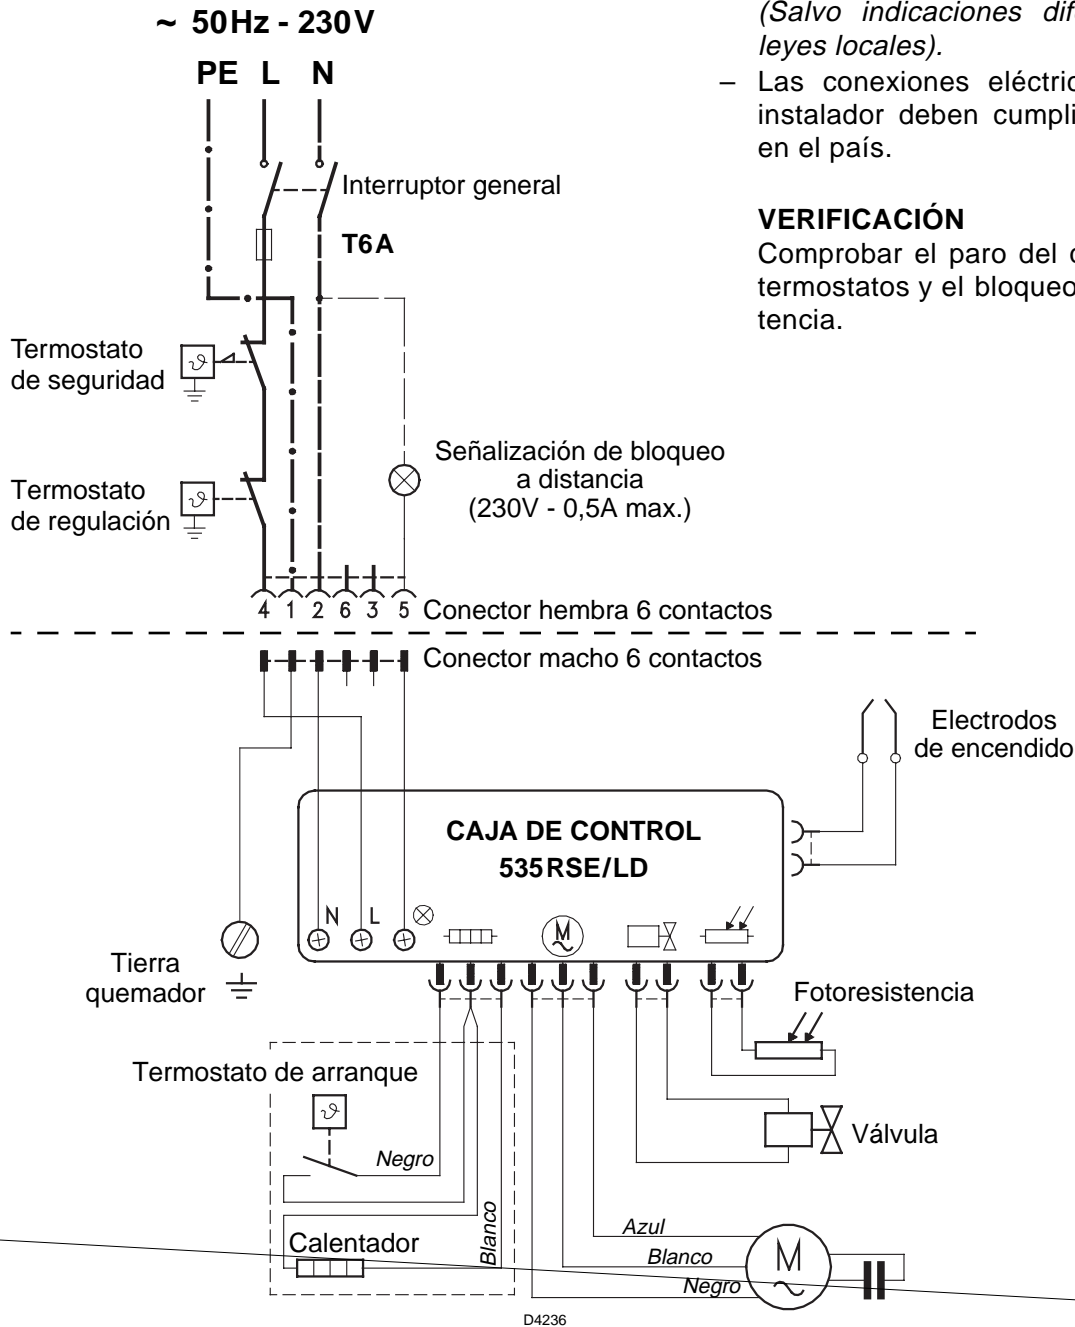 ~ 50Hz - 230V
PE L N
Interruptor general
T6A
Termostato
de seguridad
Termostato
de regulación
Señalización de bloqueo
a distancia
(230V - 0,5A max.)
4 1 2 6 3 5 Conector hembra 6 contactos
Conector macho 6 contactos
Electrodos
de encendido
CAJA DE CONTROL
535RSE/LD
N L
M
Tierra
quemador
Fotoresistencia
Termostato de arranque
Negro
Válvula
Blanco
Calentador
Azul
Blanco
Negro
M
D4236
(Salvo indicaciones
leyes locales).
– Las conexiones
instalador deben
en el país.
VERIFICACIÓN
Comprobar el paro del
termostatos y el bloqueo
tencia.